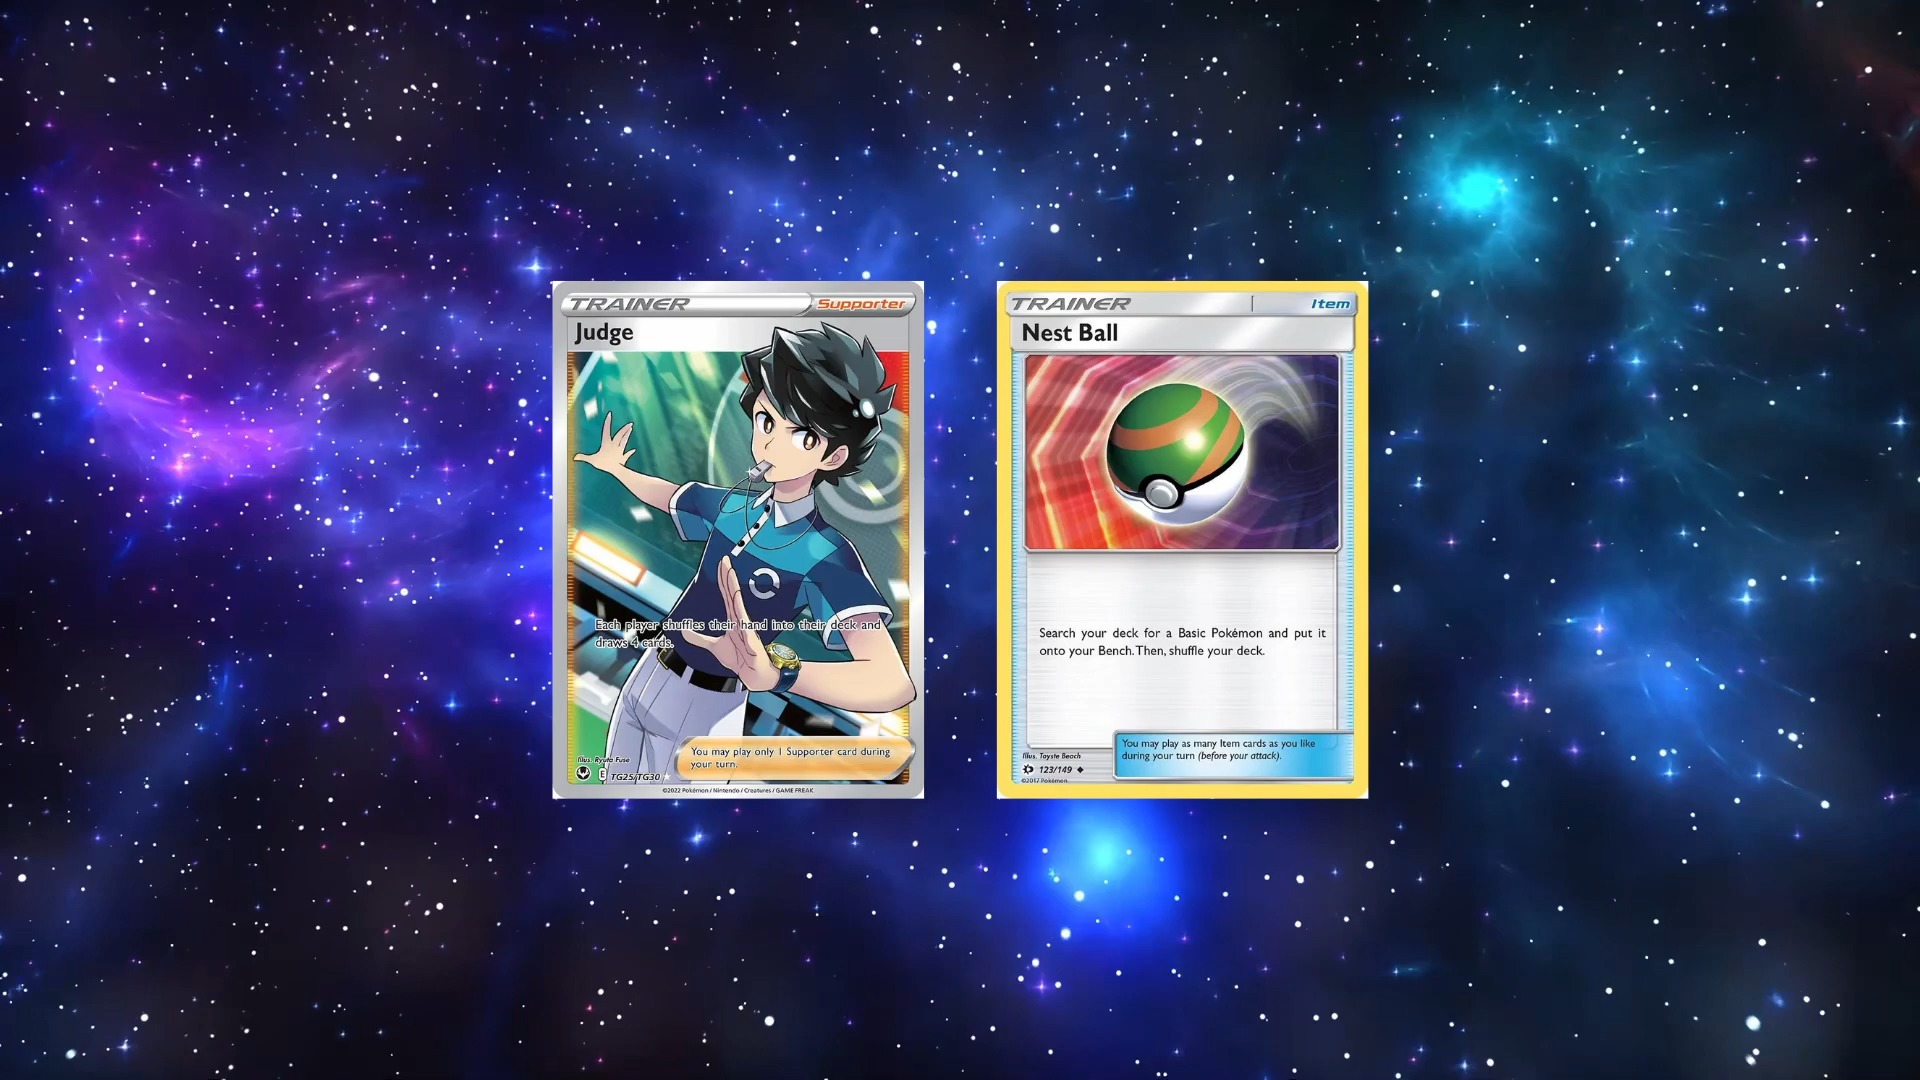 TRAINER Supporter
Judge
Each player shuffles their hand into their deck and
draws 4 cards.
You may play only 1 Supporter card during
your turn.
Illus. Ryuta Fuse
E TG25/TG30
©2022 Pokémon / Nintendo / Creatures / GAME FREAK
TRAINER Item
Nest Ball
Search your deck for a Basic Pokémon and put it
onto your Bench. Then, shuffle your deck.
You may play as many Item cards as you like
during your turn (before your attack).
Illus. Toyste Beach
123/149
©2017 Pokémon